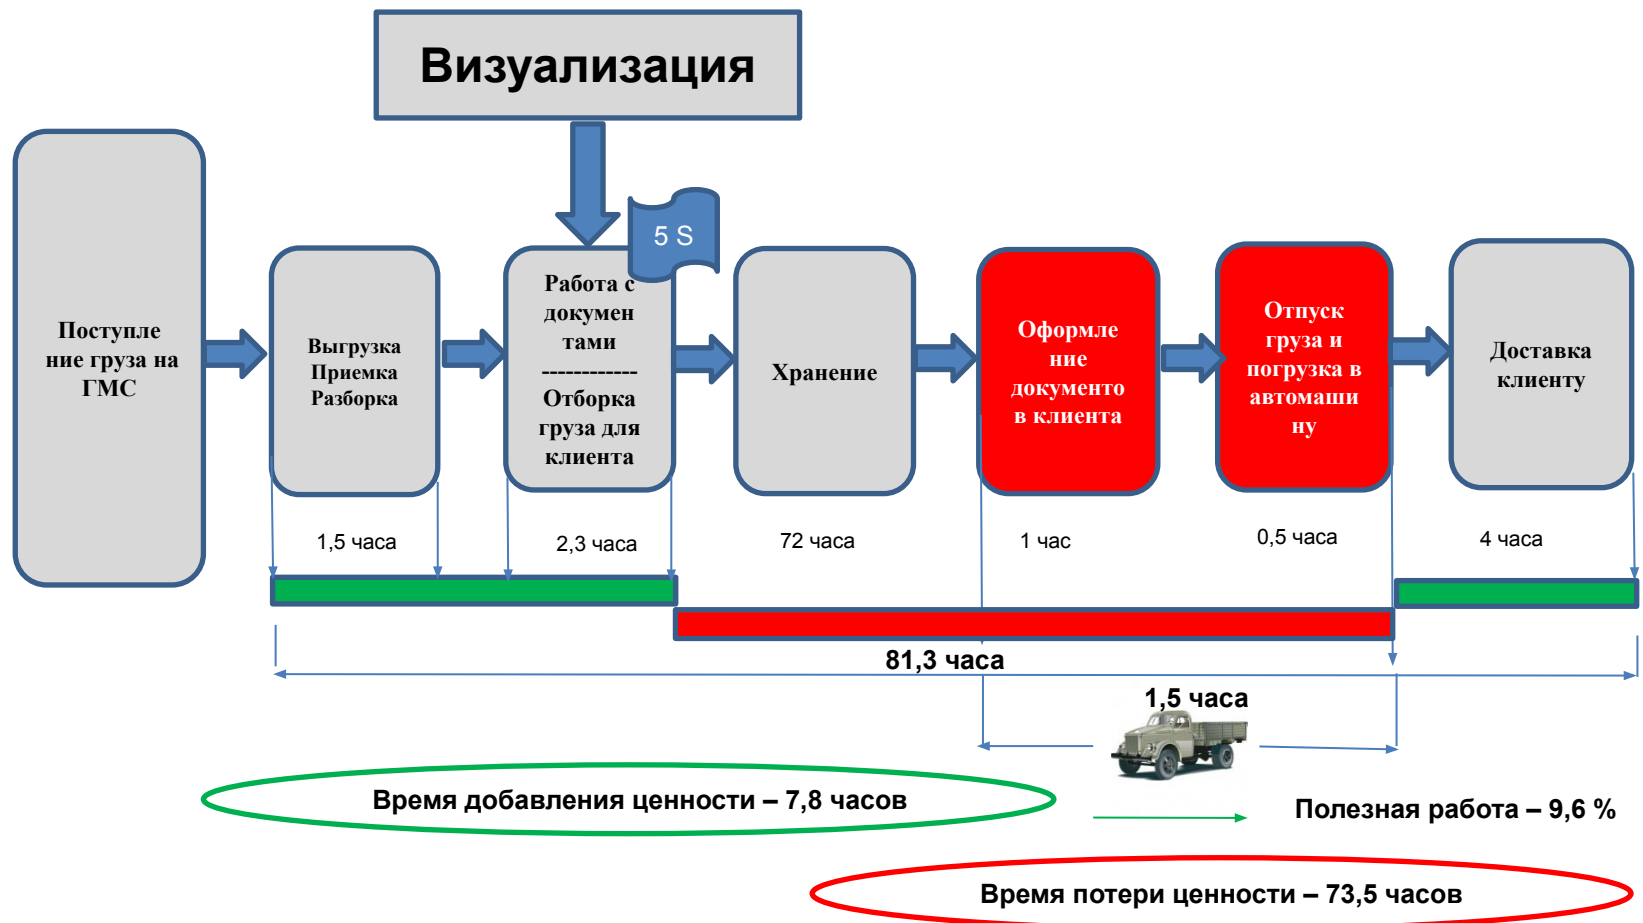 Визуализация
5 S
Поступле
ние груза на
ГМС
Выгрузка
Приемка
Разборка
Работа с
докумен
тами
------------
Отборка
груза для
клиента
Хранение
Оформле
ние
документо
в клиента
Отпуск
груза и
погрузка в
автомаши
ну
Доставка
клиенту
1,5 часа
2,3 часа
72 часа
1 час
0,5 часа
4 часа
81,3 часа
1,5 часа
Время добавления ценности – 7,8 часов
Полезная работа – 9,6 %
Время потери ценности – 73,5 часов